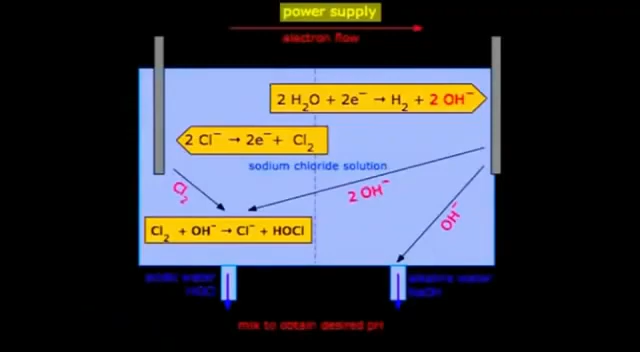 power supply
electron flow
2 H₂O + 2e⁻ → H₂ + 2 OH⁻
2 Cl⁻ → 2e⁻ + Cl₂
sodium chloride solution
Cl₂
2 OH⁻
OH⁻
Cl₂ + OH⁻ → Cl⁻ + HOCl
acidic water
HOCl
alkaline water
NaOH
mix to obtain desired pH